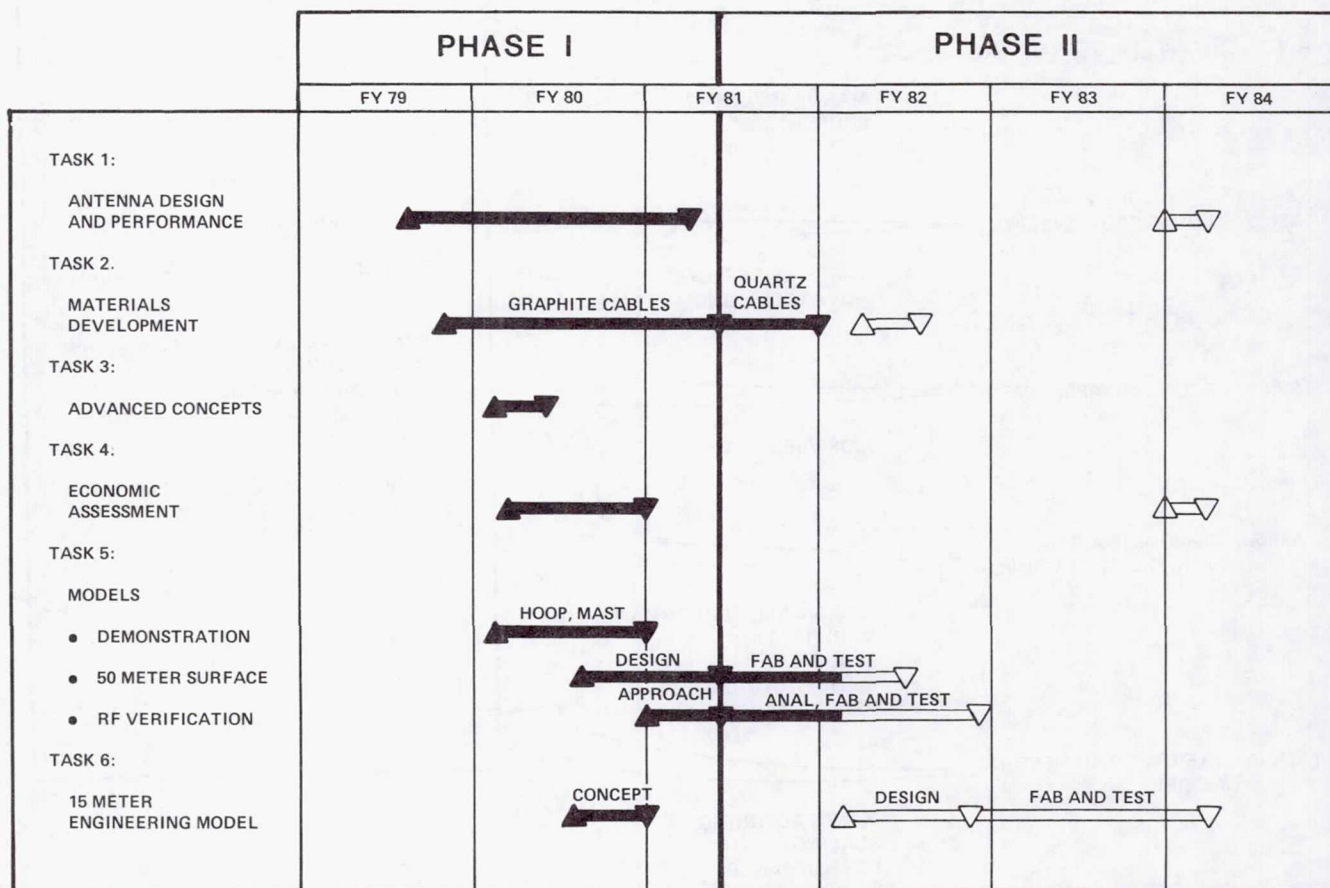 PHASE I
PHASE II
FY 79
FY 80
FY 81
FY 82
FY 83
FY 84
TASK 1:
ANTENNA DESIGN
AND PERFORMANCE
TASK 2.
MATERIALS
DEVELOPMENT
GRAPHITE CABLES
QUARTZ
CABLES
TASK 3:
ADVANCED CONCEPTS
TASK 4.
ECONOMIC
ASSESSMENT
TASK 5:
MODELS
• DEMONSTRATION
HOOP, MAST
• 50 METER SURFACE
DESIGN
FAB AND TEST
• RF VERIFICATION
APPROACH
ANAL, FAB AND TEST
TASK 6:
15 METER
ENGINEERING MODEL
CONCEPT
DESIGN
FAB AND TEST